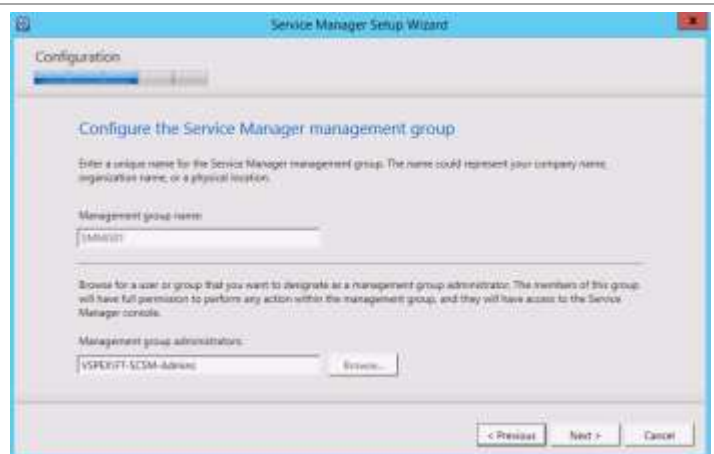 Service Manager Setup Wizard
x
Configuration
Configure the Service Manager management group
Enter a unique name for the Service Manager management group. The name could represent your company name,
organization name, or a physical location.
Management group name:
Browse for a user or group that you want to designate as a management group administrator. The members of this group
will have full permission to perform any action within the management group, and they will have access to the Service
Manager console.
Management group administrators:
VSPEX\FT-SCSM-Admins
Browse...
< Previous
Next >
Cancel